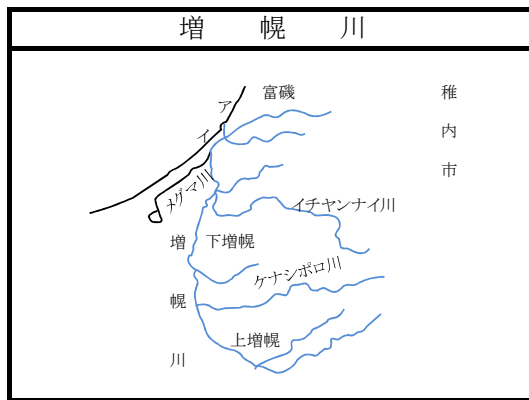 増幌川
富磯
稚内市
ア
イ
メグマ川
イチヤンナイ川
増幌川
下増幌
ケナシポロ川
上増幌